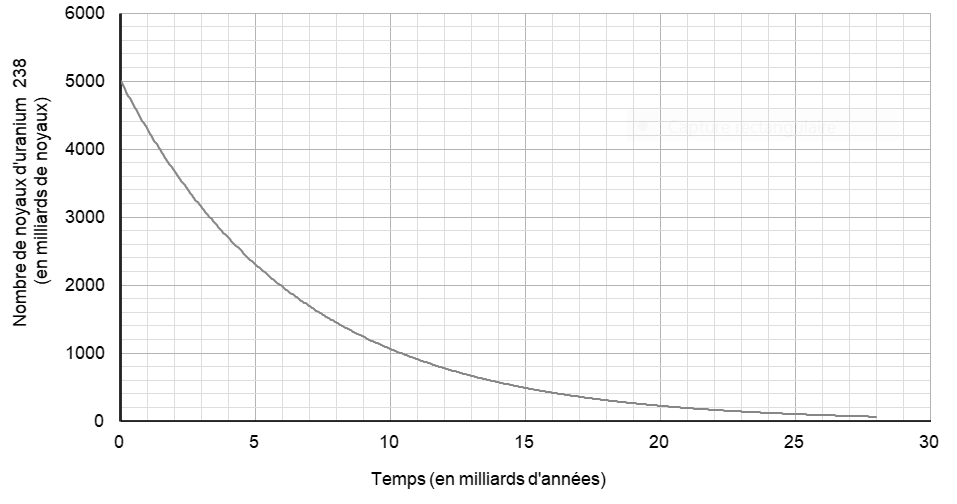 6000
5000
4000
3000
2000
1000
0
Nombre de noyaux d'uranium 238
(en milliards de noyaux)
0 5 10 15 20 25 30
Temps (en milliards d'années)